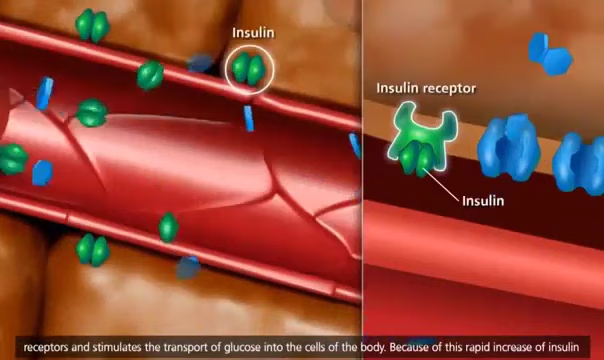 Insulin
Insulin receptor
Insulin
receptors and stimulates the transport of glucose into the cells of the body. Because of this rapid increase of insulin